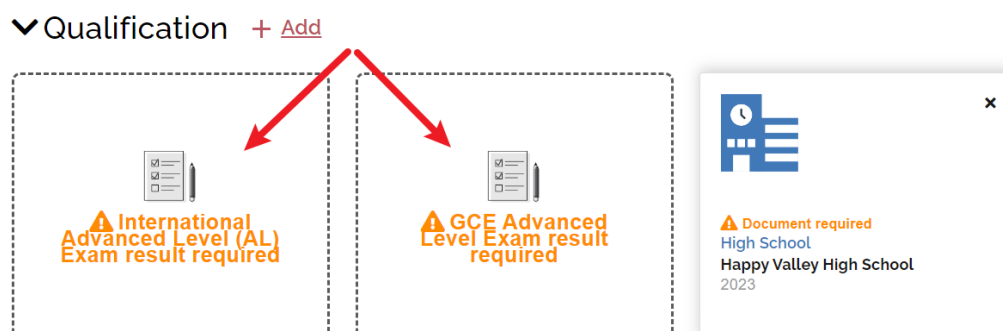 Qualification + Add
International
Advanced Level (AL)
Exam result required
GCE Advanced
Level Exam result
required
Document required
High School
Happy Valley High School
2023